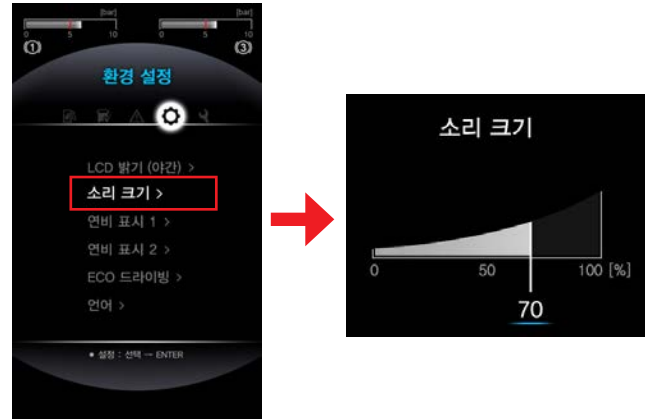 [bar] [bar]
0 5 10 0 5 10
(1) (3)
환경 설정
LCD 밝기 (야간) >
소리 크기 >
연비 표시 1 >
연비 표시 2 >
ECO 드라이빙 >
언어 >
• 설정 : 선택 → ENTER
소리 크기
0 50 100 [%]
70